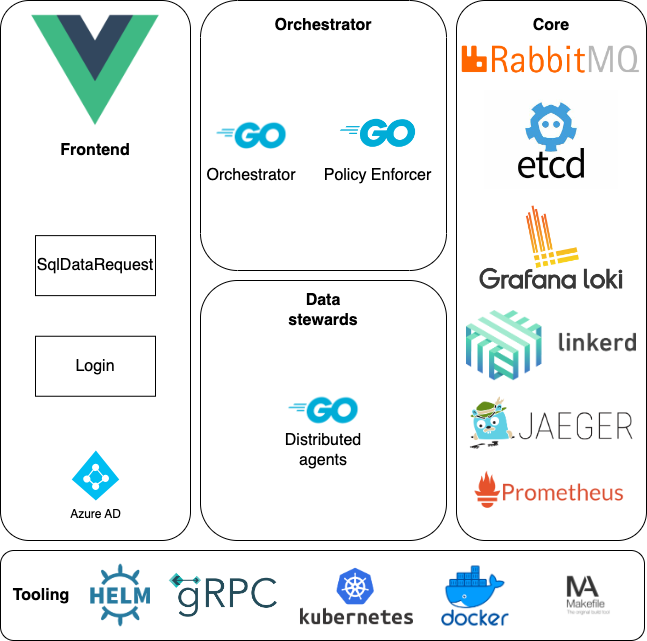 Frontend
SqlDataRequest
Login
Azure AD
Orchestrator
GO
GO
Orchestrator
Policy Enforcer
Data
stewards
GO
Distributed
agents
Core
RabbitMQ
etcd
Grafana loki
linkerd
JAEGER
Prometheus
Tooling
HELM
gRPC
kubernetes
docker
MA
Makefile
The original build tool